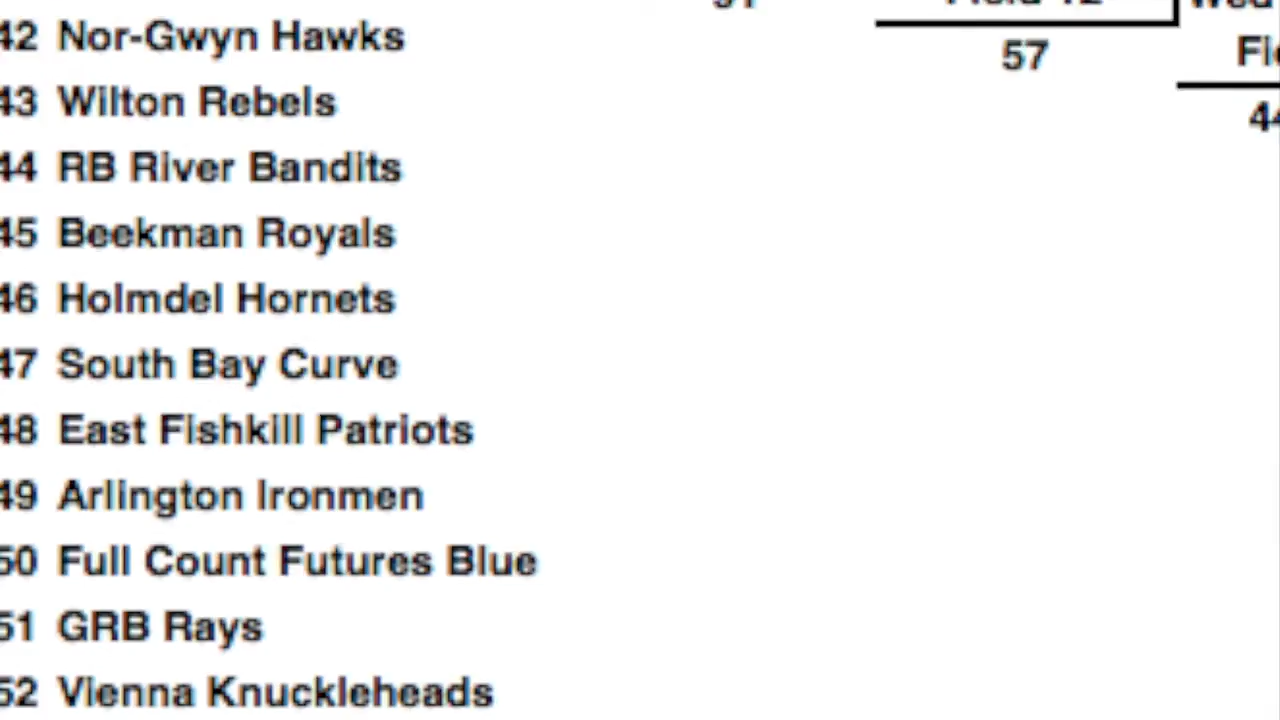 42 Nor-Gwyn Hawks
43 Wilton Rebels
44 RB River Bandits
45 Beekman Royals
46 Holmdel Hornets
47 South Bay Curve
48 East Fishkill Patriots
49 Arlington Ironmen
50 Full Count Futures Blue
51 GRB Rays
52 Vienna Knuckleheads
57
44